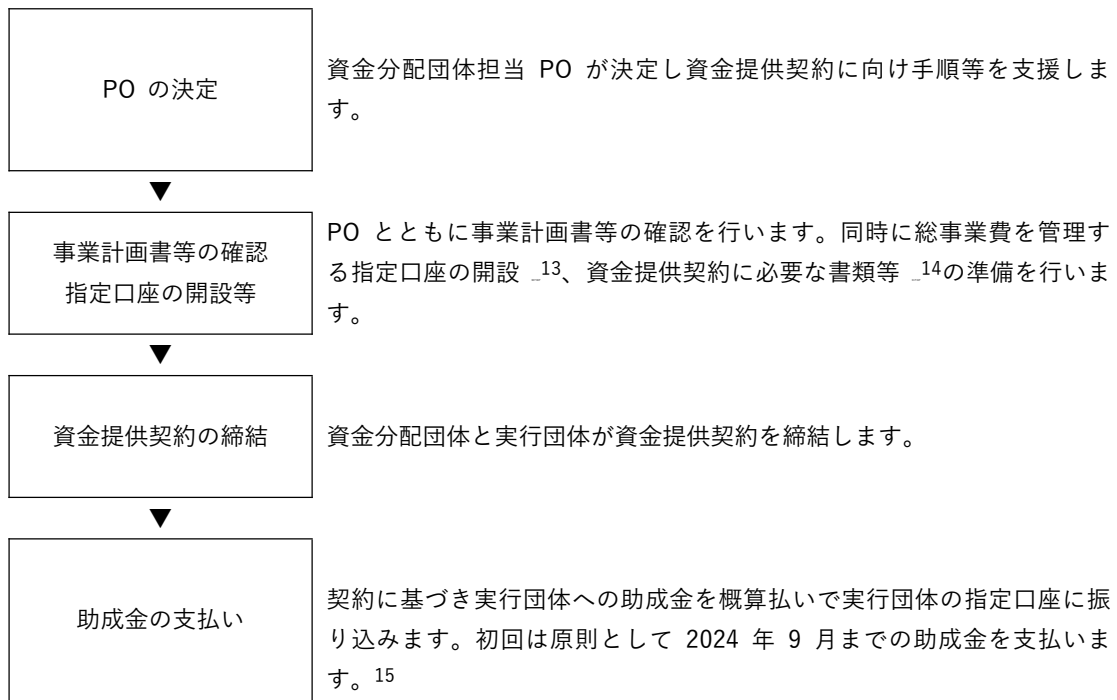 PO の決定
資金分配団体担当 PO が決定し資金提供契約に向け手順等を支援しま
す。
▼
事業計画書等の確認
指定口座の開設等
PO とともに事業計画書等の確認を行います。同時に総事業費を管理す
る指定口座の開設 13、資金提供契約に必要な書類等 14の準備を行いま
す。
▼
資金提供契約の締結
資金分配団体と実行団体が資金提供契約を締結します。
▼
助成金の支払い
契約に基づき実行団体への助成金を概算払いで実行団体の指定口座に振
り込みます。初回は原則として 2024 年 9 月までの助成金を支払いま
す。15